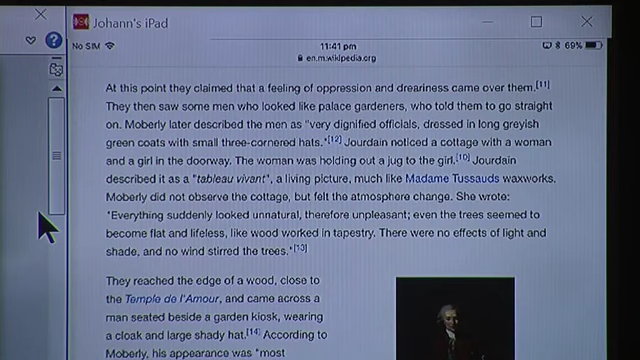 Johann's iPad
No SIM
11:41 pm
69%
en.m.wikipedia.org
At this point they claimed that a feeling of oppression and dreariness came over them.[11]
They then saw some men who looked like palace gardeners, who told them to go straight
on. Moberly later described the men as "very dignified officials, dressed in long greyish
green coats with small three-cornered hats."[12] Jourdain noticed a cottage with a woman
and a girl in the doorway. The woman was holding out a jug to the girl.[10] Jourdain
described it as a "tableau vivant", a living picture, much like Madame Tussauds waxworks.
Moberly did not observe the cottage, but felt the atmosphere change. She wrote:
"Everything suddenly looked unnatural, therefore unpleasant; even the trees seemed to
become flat and lifeless, like wood worked in tapestry. There were no effects of light and
shade, and no wind stirred the trees."[13]
They reached the edge of a wood, close to
the Temple de l'Amour, and came across a
man seated beside a garden kiosk, wearing
a cloak and large shady hat.[14] According to
Moberly, his appearance was "most